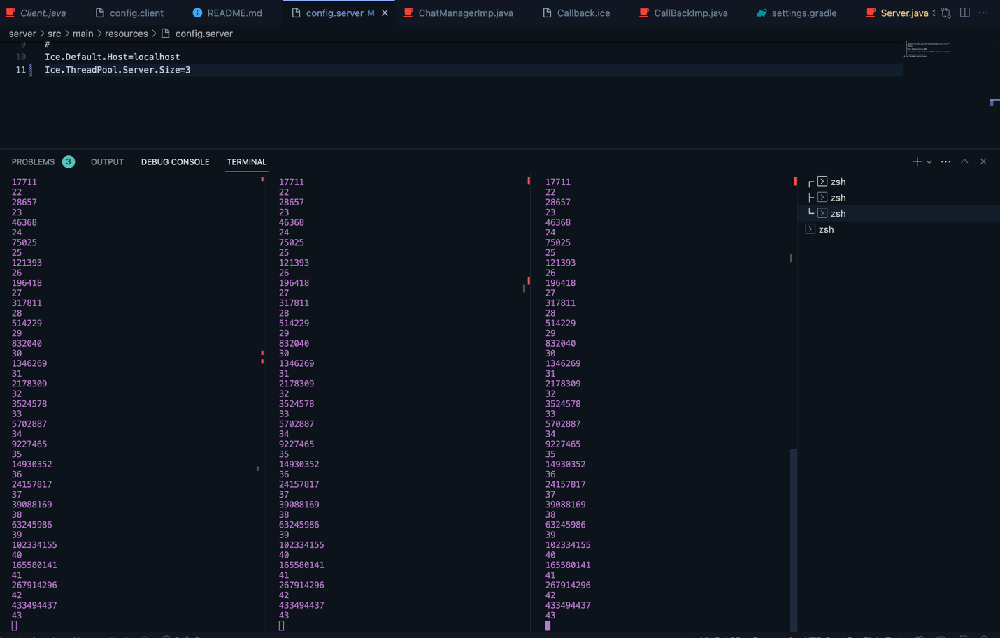 Client.java config.client README.md config.server M ChatManagerImp.java Callback.ice CallBackImp.java settings.gradle Server.java 3
server > src > main > resources > config.server
9 #
10 Ice.Default.Host=localhost
11 Ice.ThreadPool.Server.Size=3
PROBLEMS 3 OUTPUT DEBUG CONSOLE TERMINAL
17711 17711 17711 zsh
22 22 22
28657 28657 28657 zsh
23 23 23 zsh
46368 46368 46368
24 24 24 zsh
75025 75025 75025
25 25 25
121393 121393 121393
26 26 26
196418 196418 196418
27 27 27
317811 317811 317811
28 28 28
514229 514229 514229
29 29 29
832040 832040 832040
30 30 30
1346269 1346269 1346269
31 31 31
2178309 2178309 2178309
32 32 32
3524578 3524578 3524578
33 33 33
5702887 5702887 5702887
34 34 34
9227465 9227465 9227465
35 35 35
14930352 14930352 14930352
36 36 36
24157817 24157817 24157817
37 37 37
39088169 39088169 39088169
38 38 38
63245986 63245986 63245986
39 39 39
102334155 102334155 102334155
40 40 40
165580141 165580141 165580141
41 41 41
267914296 267914296 267914296
42 42 42
433494437 433494437 433494437
43 43 43